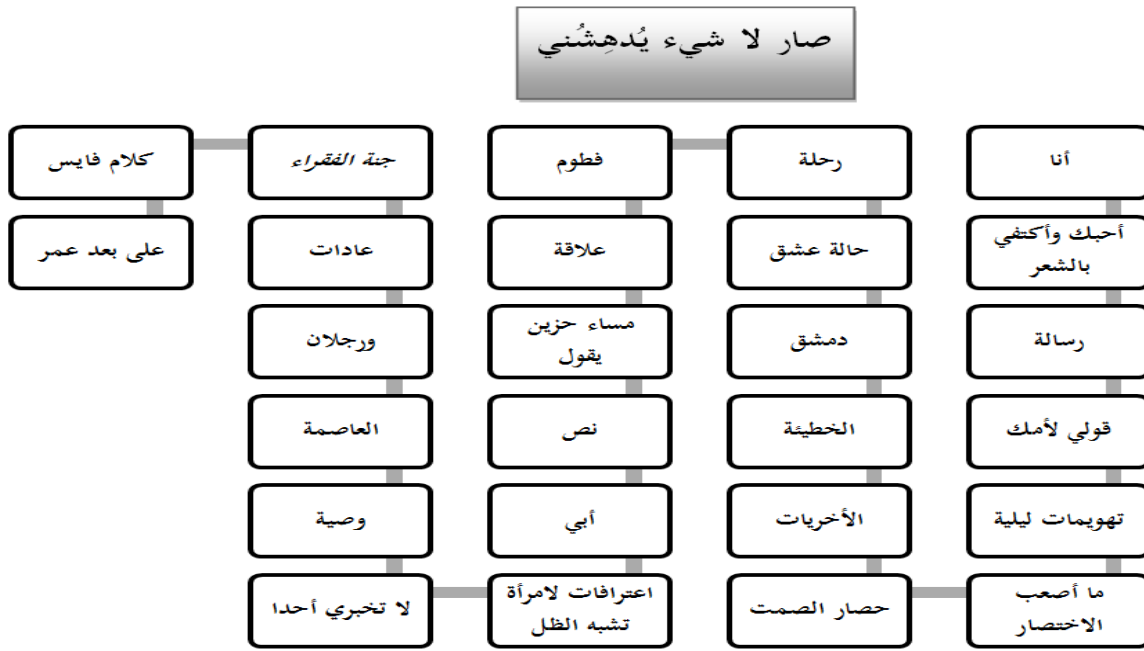 صار لا شيء يُدهِشُني
أنا
أحبك وأكتفي
بالشعر
رسالة
قولي لأمك
تهويمات ليلية
ما أصعب
الاختصار
حصار الصمت
الأخريات
الخطيئة
دمشق
حالة عشق
رحلة
فطوم
علاقة
مساء حزين
يقول
نص
أبي
اعترافات لامرأة
تشبه الظل
لا تخبري أحدا
وصية
العاصمة
ورجلان
عادات
جنة الفقراء
كلام فايس
على بعد عمر